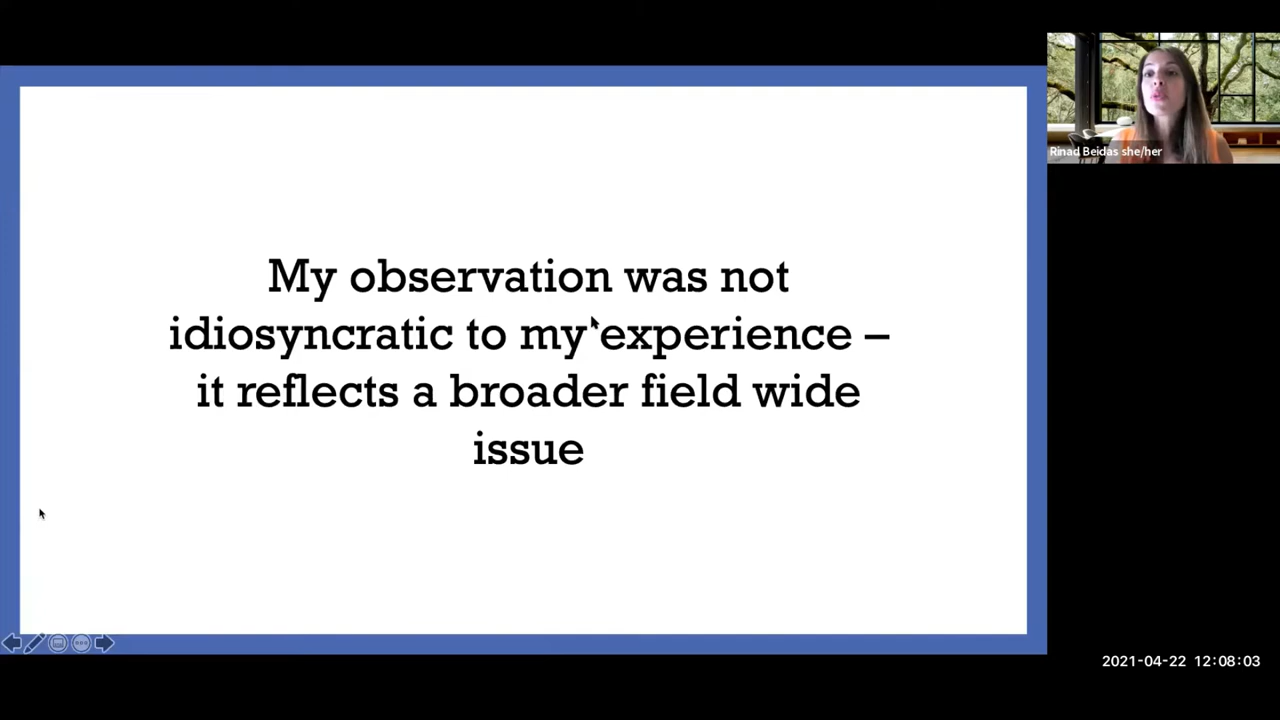 My observation was not
idiosyncratic to my experience –
it reflects a broader field wide
issue
Rinad Beidas she/her
2021-04-22 12:08:03